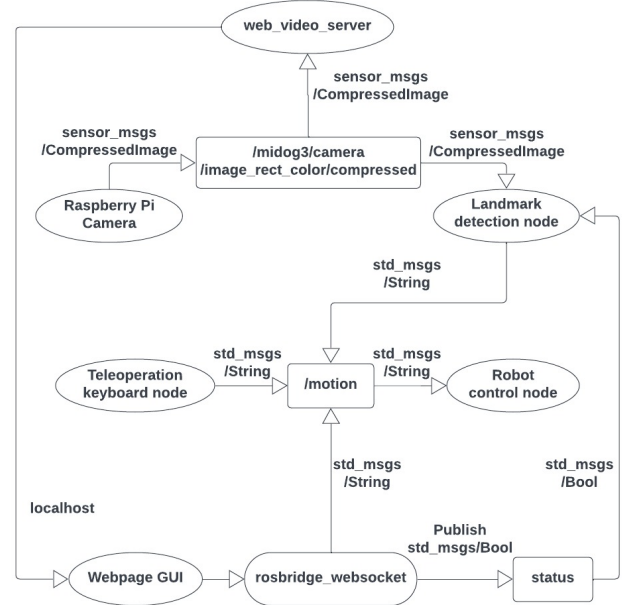 web_video_server
sensor_msgs
/CompressedImage
sensor_msgs
/CompressedImage
/midog3/camera
/image_rect_color/compressed
sensor_msgs
/CompressedImage
Raspberry Pi
Camera
Landmark
detection node
std_msgs
/String
Teleoperation
keyboard node
std_msgs
/String
/motion
std_msgs
/String
Robot
control node
std_msgs
/String
std_msgs
/Bool
localhost
Publish
std_msgs/Bool
Webpage GUI
rosbridge_websocket
status